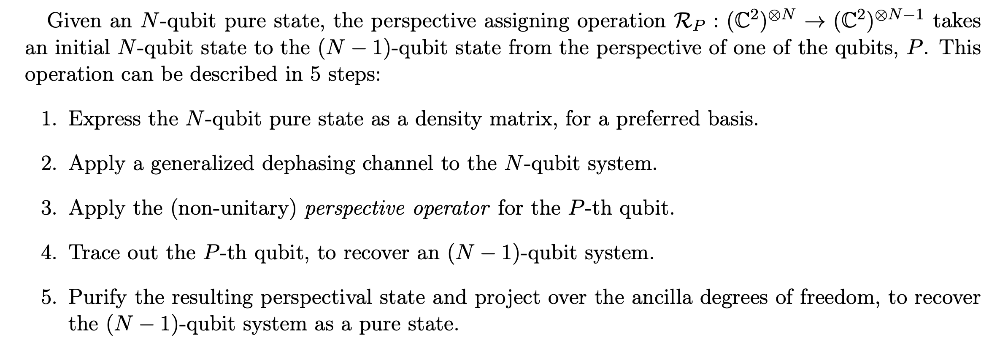 Given an N-qubit pure state, the perspective assigning operation $\mathcal{R}_P : (\mathbb{C}^2)^{\otimes N} \to (\mathbb{C}^2)^{\otimes N-1}$ takes
an initial N-qubit state to the (N − 1)-qubit state from the perspective of one of the qubits, P. This
operation can be described in 5 steps:
1. Express the N-qubit pure state as a density matrix, for a preferred basis.
2. Apply a generalized dephasing channel to the N-qubit system.
3. Apply the (non-unitary) perspective operator for the P-th qubit.
4. Trace out the P-th qubit, to recover an (N − 1)-qubit system.
5. Purify the resulting perspectival state and project over the ancilla degrees of freedom, to recover
the (N − 1)-qubit system as a pure state.